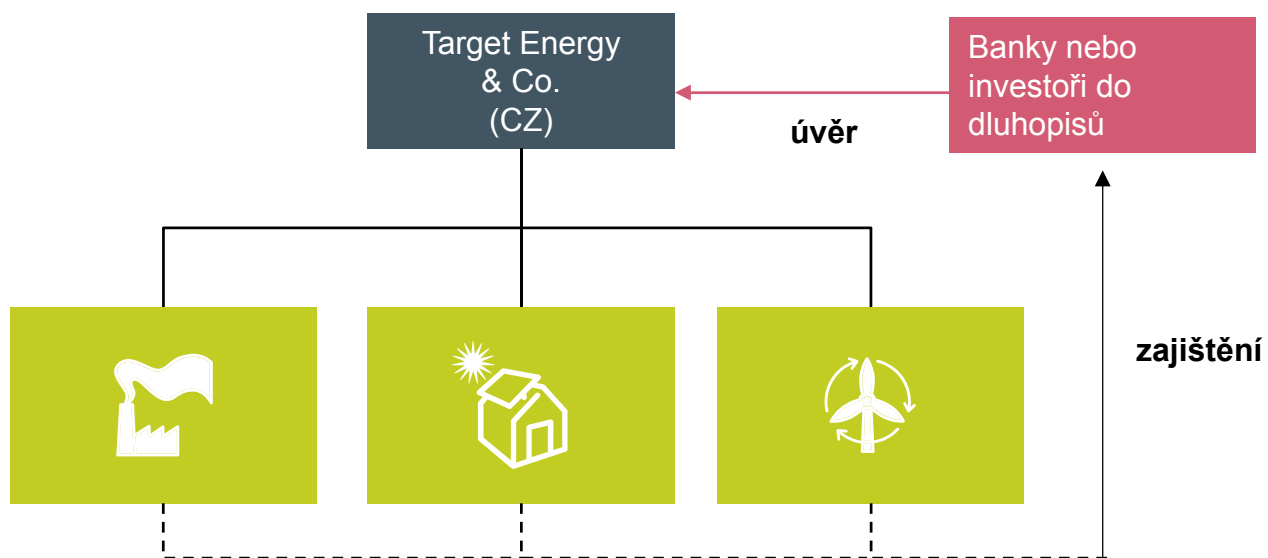 Target Energy
& Co.
(CZ)
Banky nebo
investoři do
dluhopisů
úvěr
zajištění